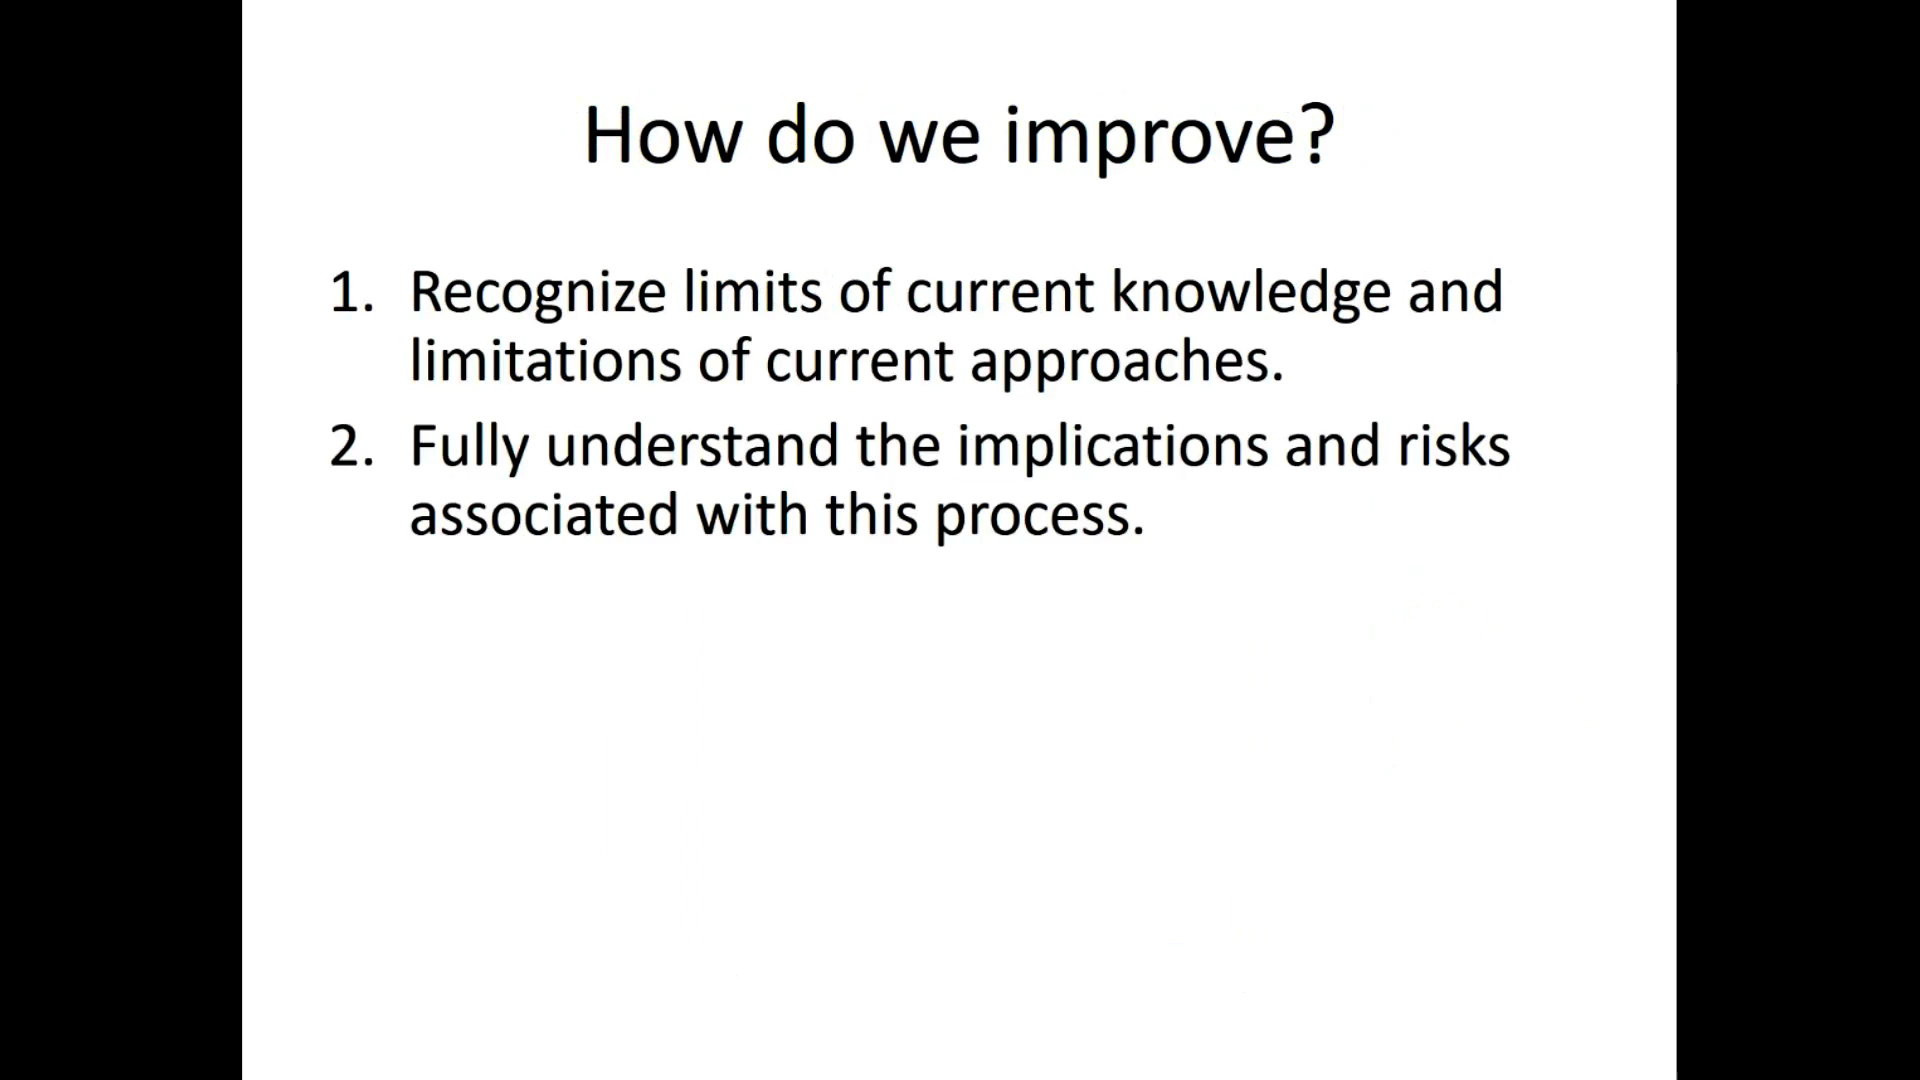 How do we improve?
1. Recognize limits of current knowledge and
limitations of current approaches.
2. Fully understand the implications and risks
associated with this process.